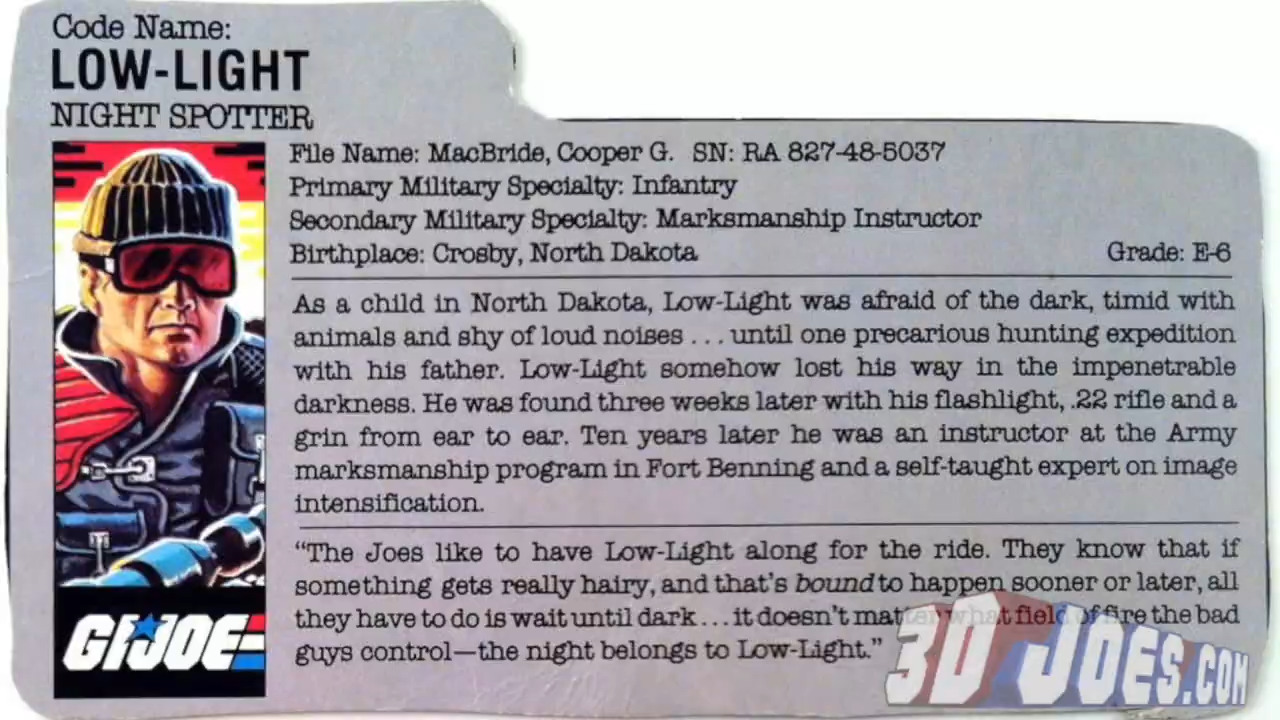 Code Name:
LOW-LIGHT
NIGHT SPOTTER
File Name: MacBride, Cooper G. SN: RA 827-48-5037
Primary Military Specialty: Infantry
Secondary Military Specialty: Marksmanship Instructor
Birthplace: Crosby, North Dakota Grade: E-6
As a child in North Dakota, Low-Light was afraid of the dark, timid with
animals and shy of loud noises ... until one precarious hunting expedition
with his father. Low-Light somehow lost his way in the impenetrable
darkness. He was found three weeks later with his flashlight, .22 rifle and a
grin from ear to ear. Ten years later he was an instructor at the Army
marksmanship program in Fort Benning and a self-taught expert on image
intensification.
“The Joes like to have Low-Light along for the ride. They know that if
something gets really hairy, and that's bound to happen sooner or later, all
they have to do is wait until dark ... it doesn't matter what field of fire the bad
guys control—the night belongs to Low-Light.”
GI JOE
3D JOES.COM